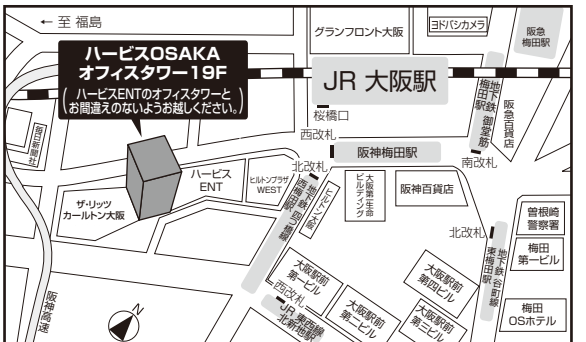 ← 至 福島
ハービスOSAKA
オフィスタワー19F
(ハービスENTのオフィスタワーと
お間違えのないようお越しください。)
グランフロント大阪
ヨドバシカメラ
阪急
梅田駅
JR 大阪駅
桜橋口
西改札
地下鉄 御堂筋
梅田駅
阪急百貨店
阪神梅田駅
南改札
毎日新聞社
ザ・リッツ
カールトン大阪
ハービス
ENT
ヒルトンプラザ
WEST
北改札
地下鉄 四つ橋線
西梅田駅
ヒルトン大阪
大阪第一生命
ビルディング
阪神百貨店
北改札
地下鉄 谷町線
東梅田駅
曽根崎
警察署
梅田
第一ビル
梅田
OSホテル
大阪駅前
第一ビル
大阪駅前
第二ビル
大阪駅前
第三ビル
大阪駅前
第四ビル
西改札
JR 東西線
北新地駅
阪神高速
N